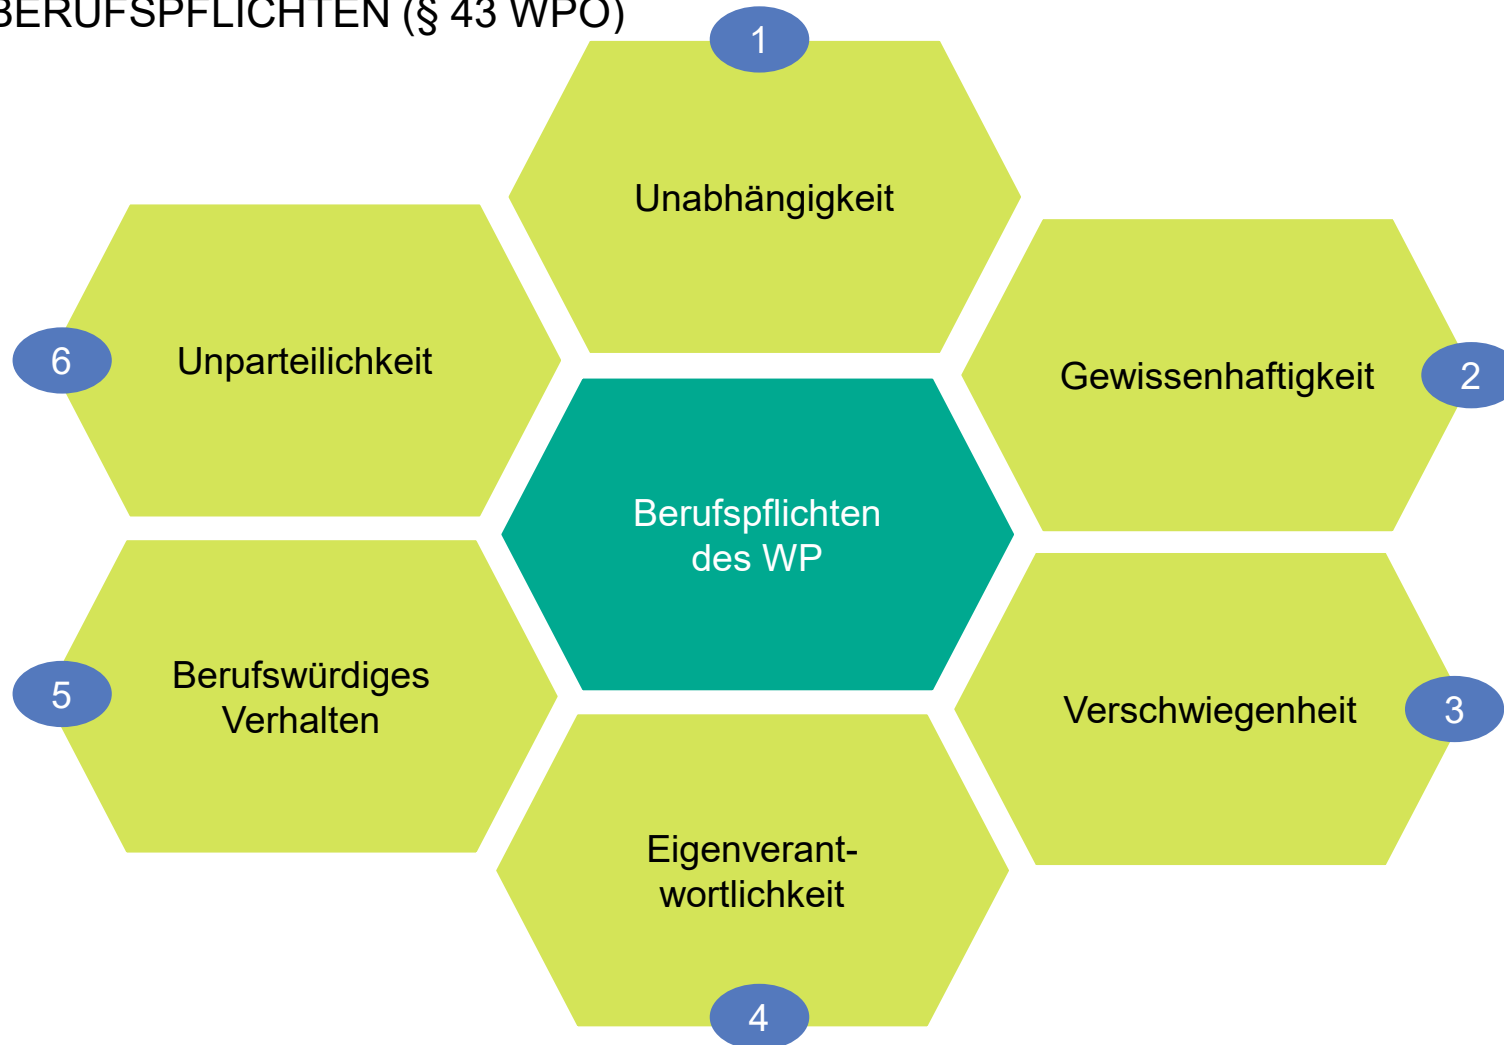 BERUFSPFLICHTEN (§ 43 WPO)
1
Unabhängigkeit
2
Gewissenhaftigkeit
3
Verschwiegenheit
4
Eigenverant-
wortlichkeit
5
Berufswürdiges
Verhalten
6
Unparteilichkeit
Berufspflichten
des WP